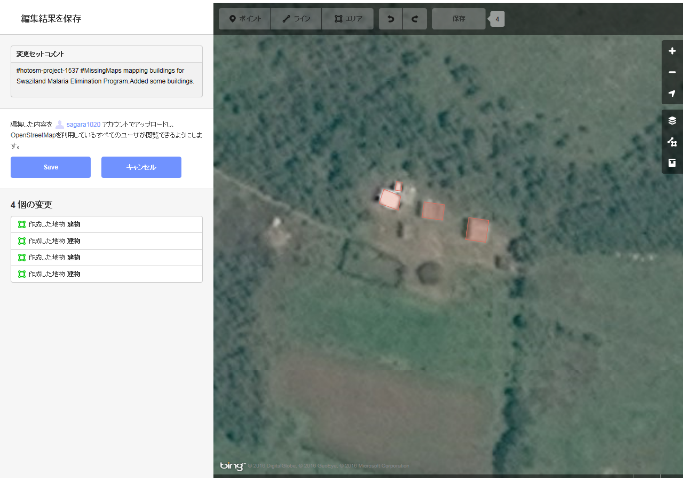 編集結果を保存
変更セットコメント
#hotosm-project-1537 #MissingMaps mapping buildings for
Swaziland Malaria Elimination Program.Added some buildings.
編集した内容を sagara1020 アカウントでアップロードし、
OpenStreetMapを利用しているすべてのユーザが閲覧できるようにしま
す。
Save キャンセル
4 個の変更
作成した地物 建物
作成した地物 建物
作成した地物 建物
作成した地物 建物
ポイント ライン エリア 保存 4
bing